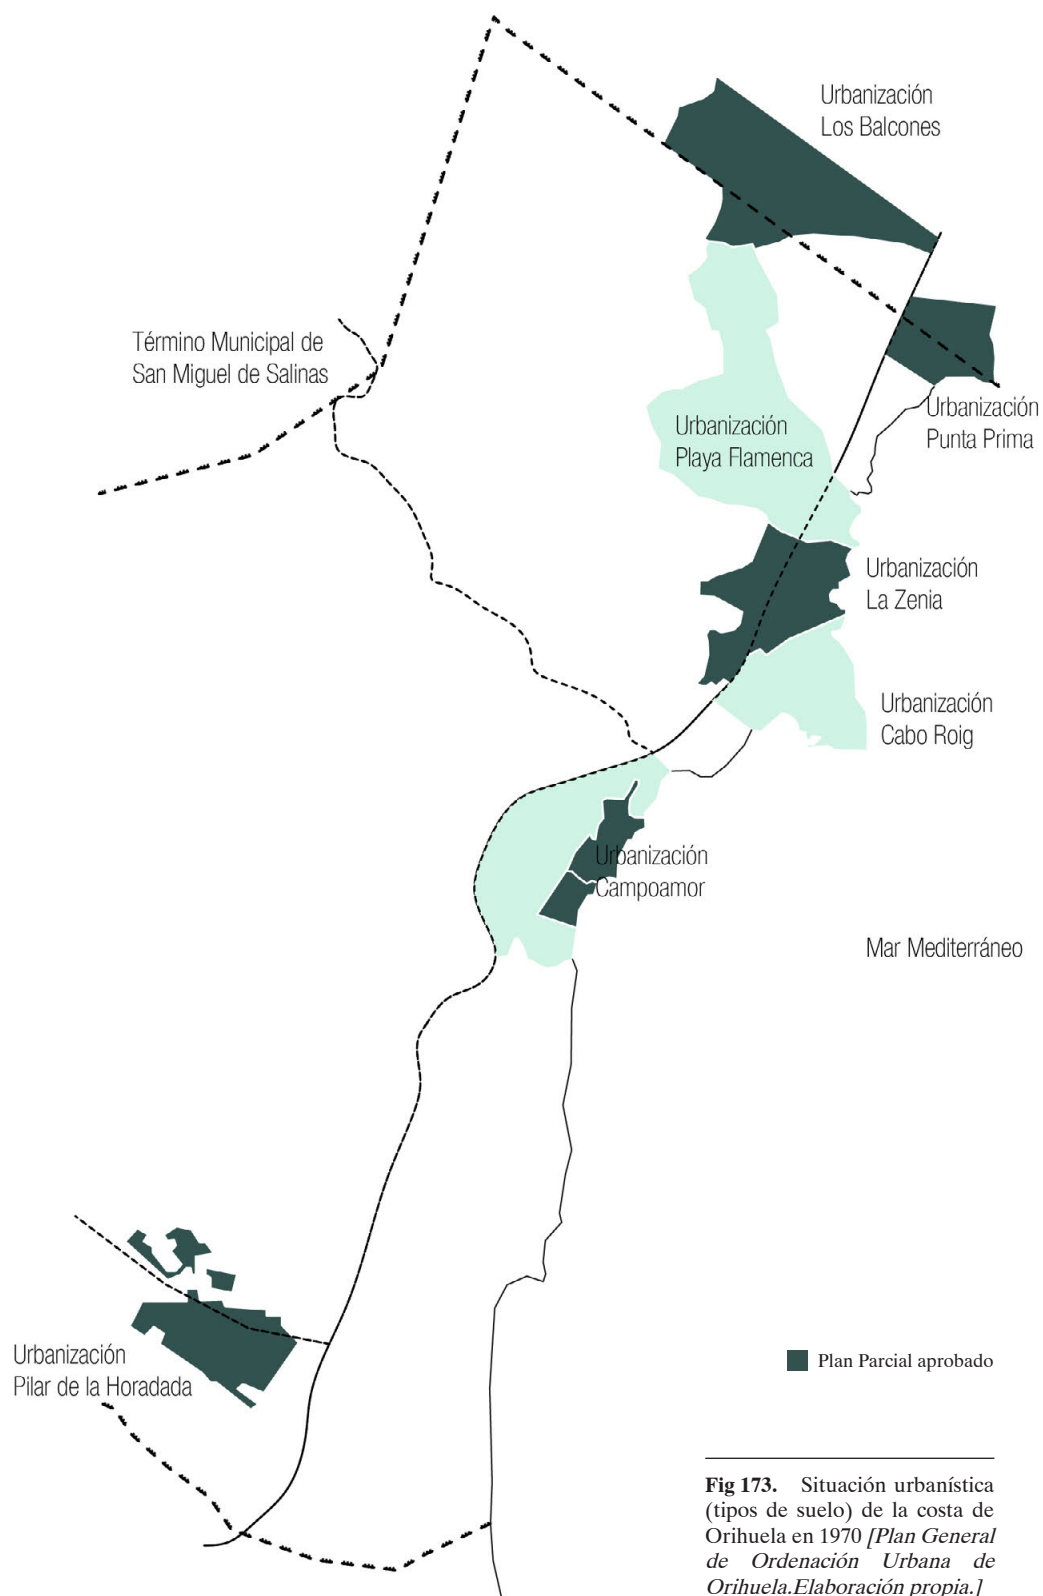 Urbanización
Los Balcones
Término Municipal de
San Miguel de Salinas
Urbanización
Punta Prima
Urbanización
Playa Flamenca
Urbanización
La Zenia
Urbanización
Cabo Roig
Urbanización
Campoamor
Mar Mediterráneo
Urbanización
Pilar de la Horadada
Plan Parcial aprobado
Fig 173. Situación urbanística
(tipos de suelo) de la costa de
Orihuela en 1970 [Plan General
de Ordenación Urbana de
Orihuela.Elaboración propia.]